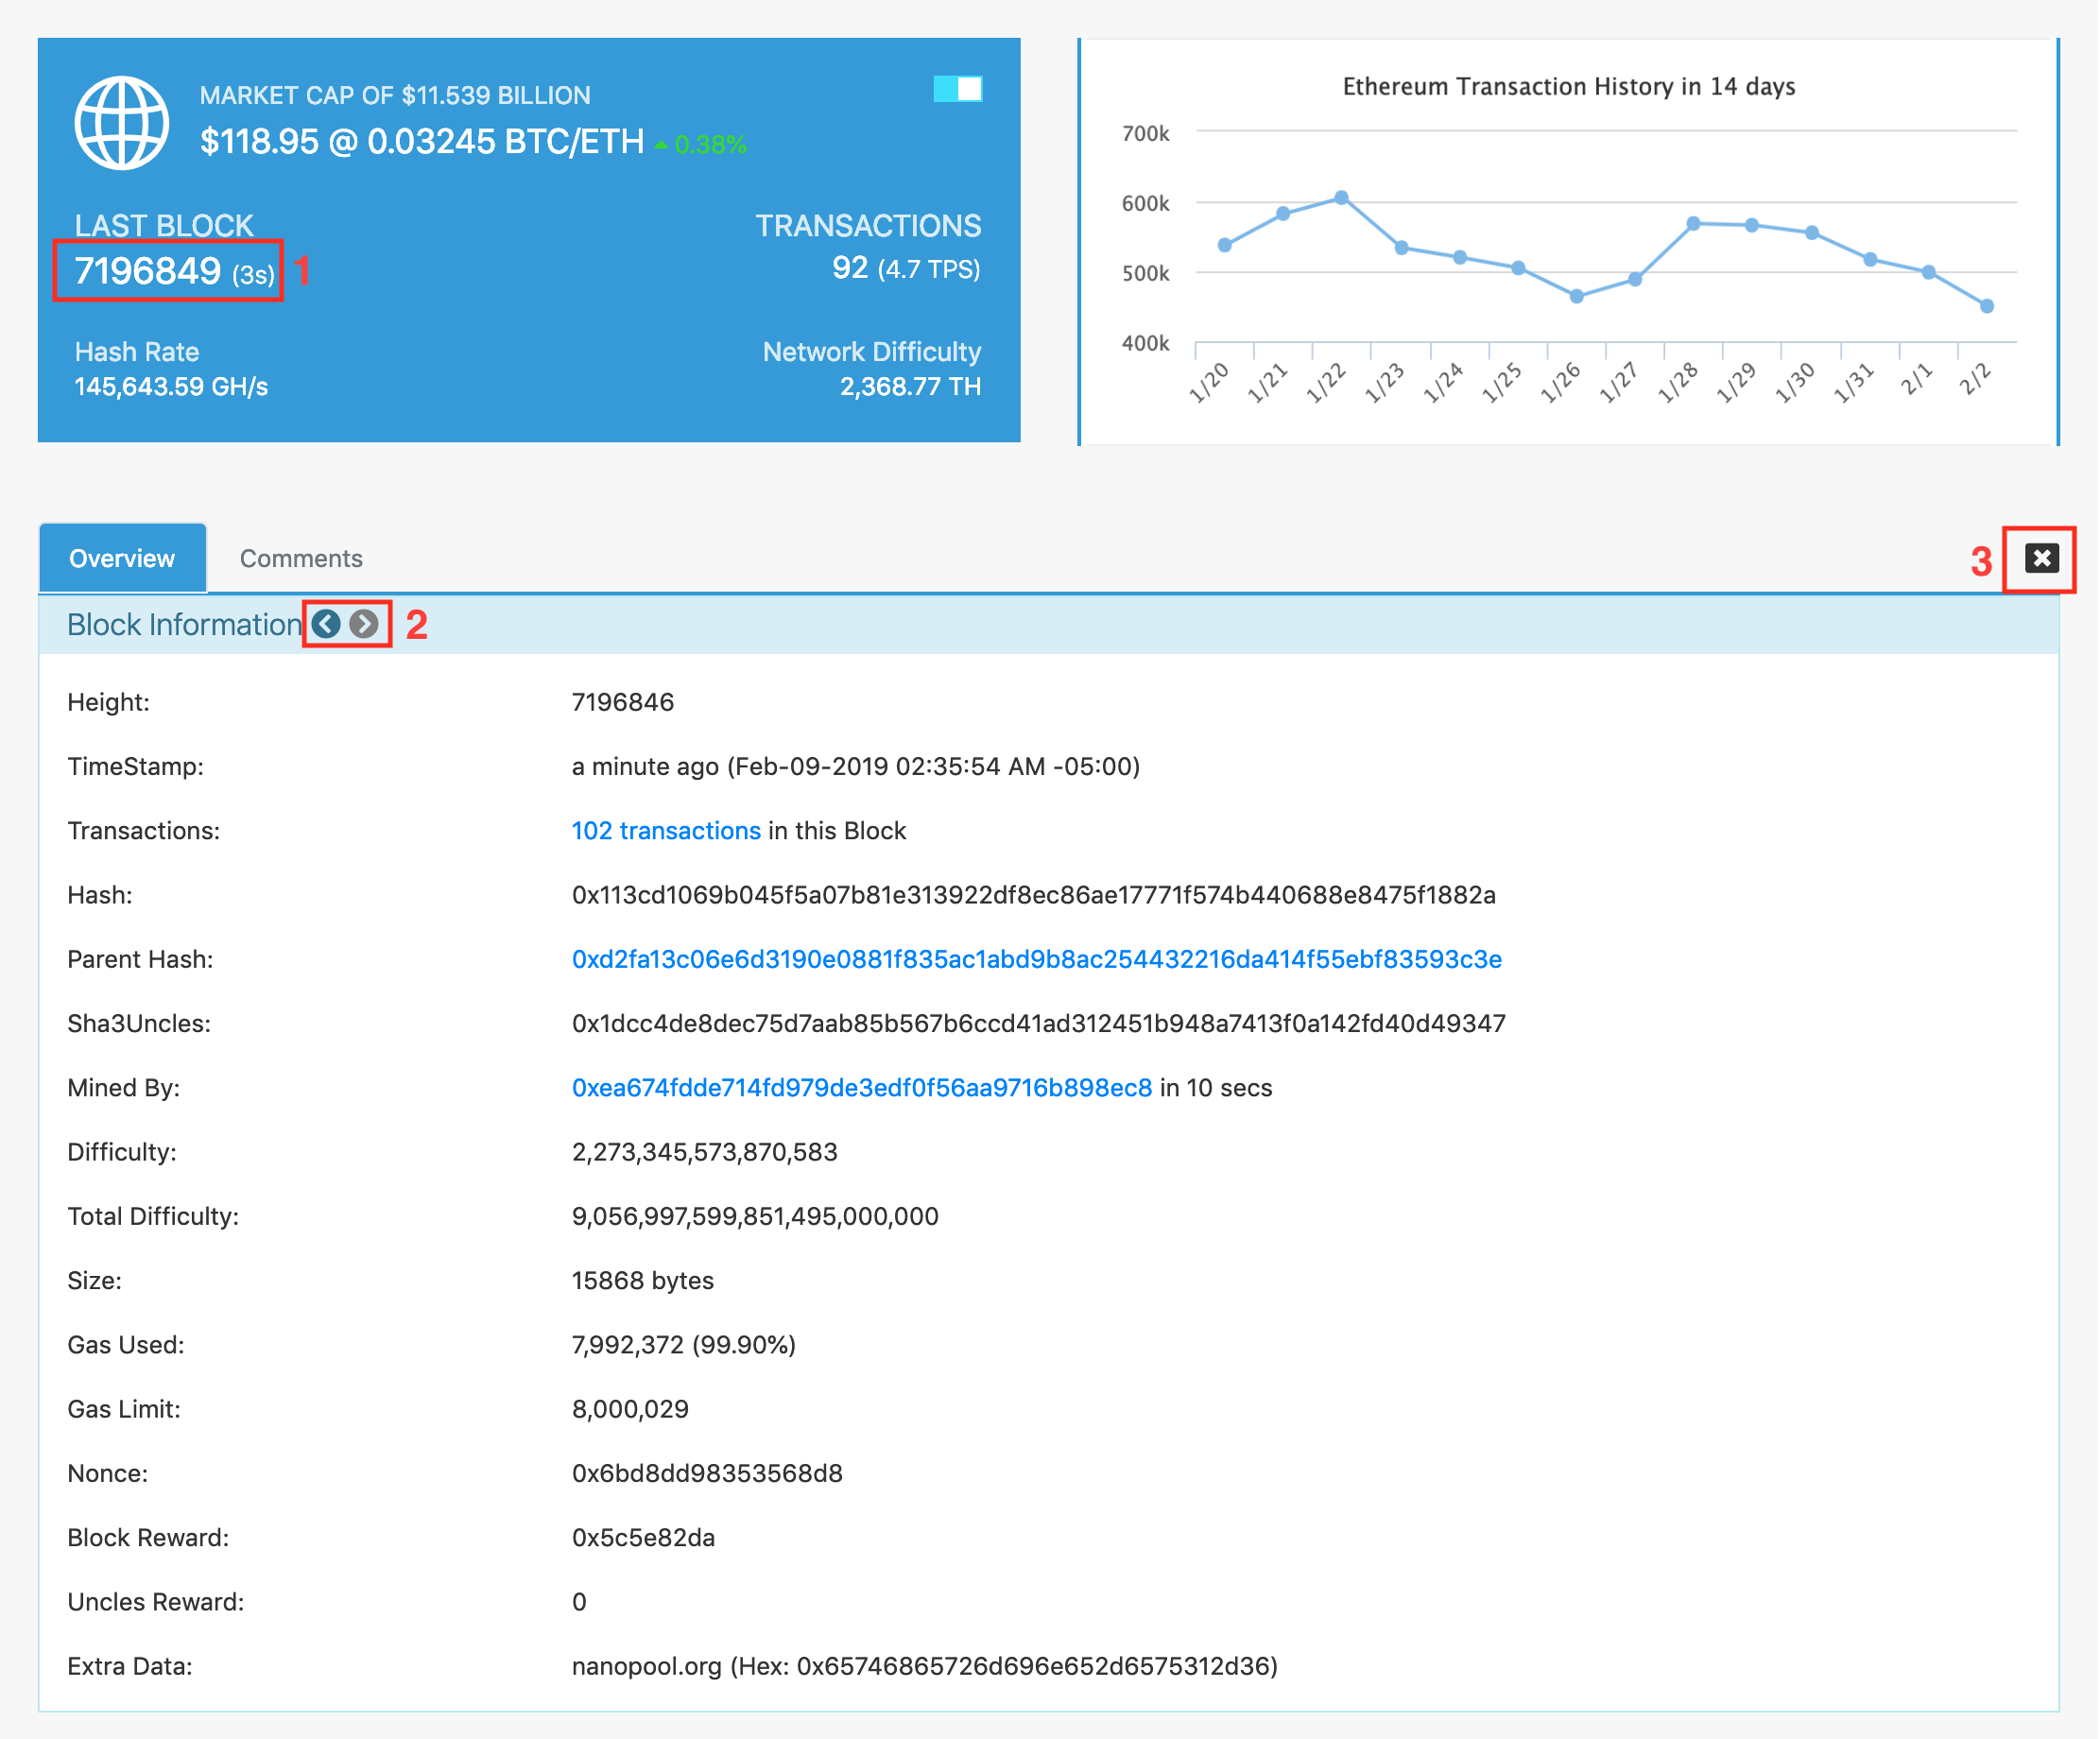 MARKET CAP OF $11.539 BILLION
$118.95 @ 0.03245 BTC/ETH 0.38%
LAST BLOCK
7196849 (3s)
1
TRANSACTIONS
92 (4.7 TPS)
Hash Rate
145,643.59 GH/s
Network Difficulty
2,368.77 TH
Ethereum Transaction History in 14 days
700k
600k
500k
400k
1/20 1/21 1/22 1/23 1/24 1/25 1/26 1/27 1/28 1/29 1/30 1/31 2/1 2/2
Overview Comments
3
Block Information
2
Height: 7196846
TimeStamp: a minute ago (Feb-09-2019 02:35:54 AM -05:00)
Transactions: 102 transactions in this Block
Hash: 0x113cd1069b045f5a07b81e313922df8ec86ae17771f574b440688e8475f1882a
Parent Hash: 0xd2fa13c06e6d3190e0881f835ac1abd9b8ac254432216da414f55ebf83593c3e
Sha3Uncles: 0x1dcc4de8dec75d7aab85b567b6ccd41ad312451b948a7413f0a142fd40d49347
Mined By: 0xea674fdde714fd979de3edf0f56aa9716b898ec8 in 10 secs
Difficulty: 2,273,345,573,870,583
Total Difficulty: 9,056,997,599,851,495,000,000
Size: 15868 bytes
Gas Used: 7,992,372 (99.90%)
Gas Limit: 8,000,029
Nonce: 0x6bd8dd98353568d8
Block Reward: 0x5c5e82da
Uncles Reward: 0
Extra Data: nanopool.org (Hex: 0x65746865726d696e652d6575312d36)